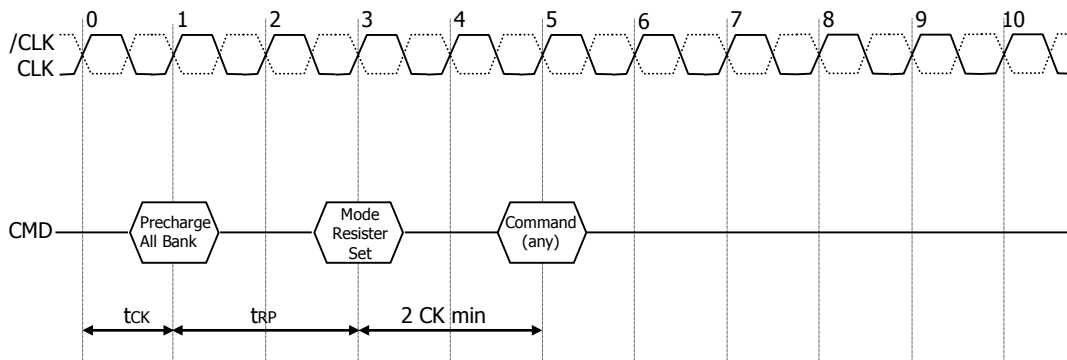 0 1 2 3 4 5 6 7 8 9 10
/CLK
CLK
CMD
Precharge
All Bank
Mode
Resister
Set
Command
(any)
tCK
tRP
2 CK min